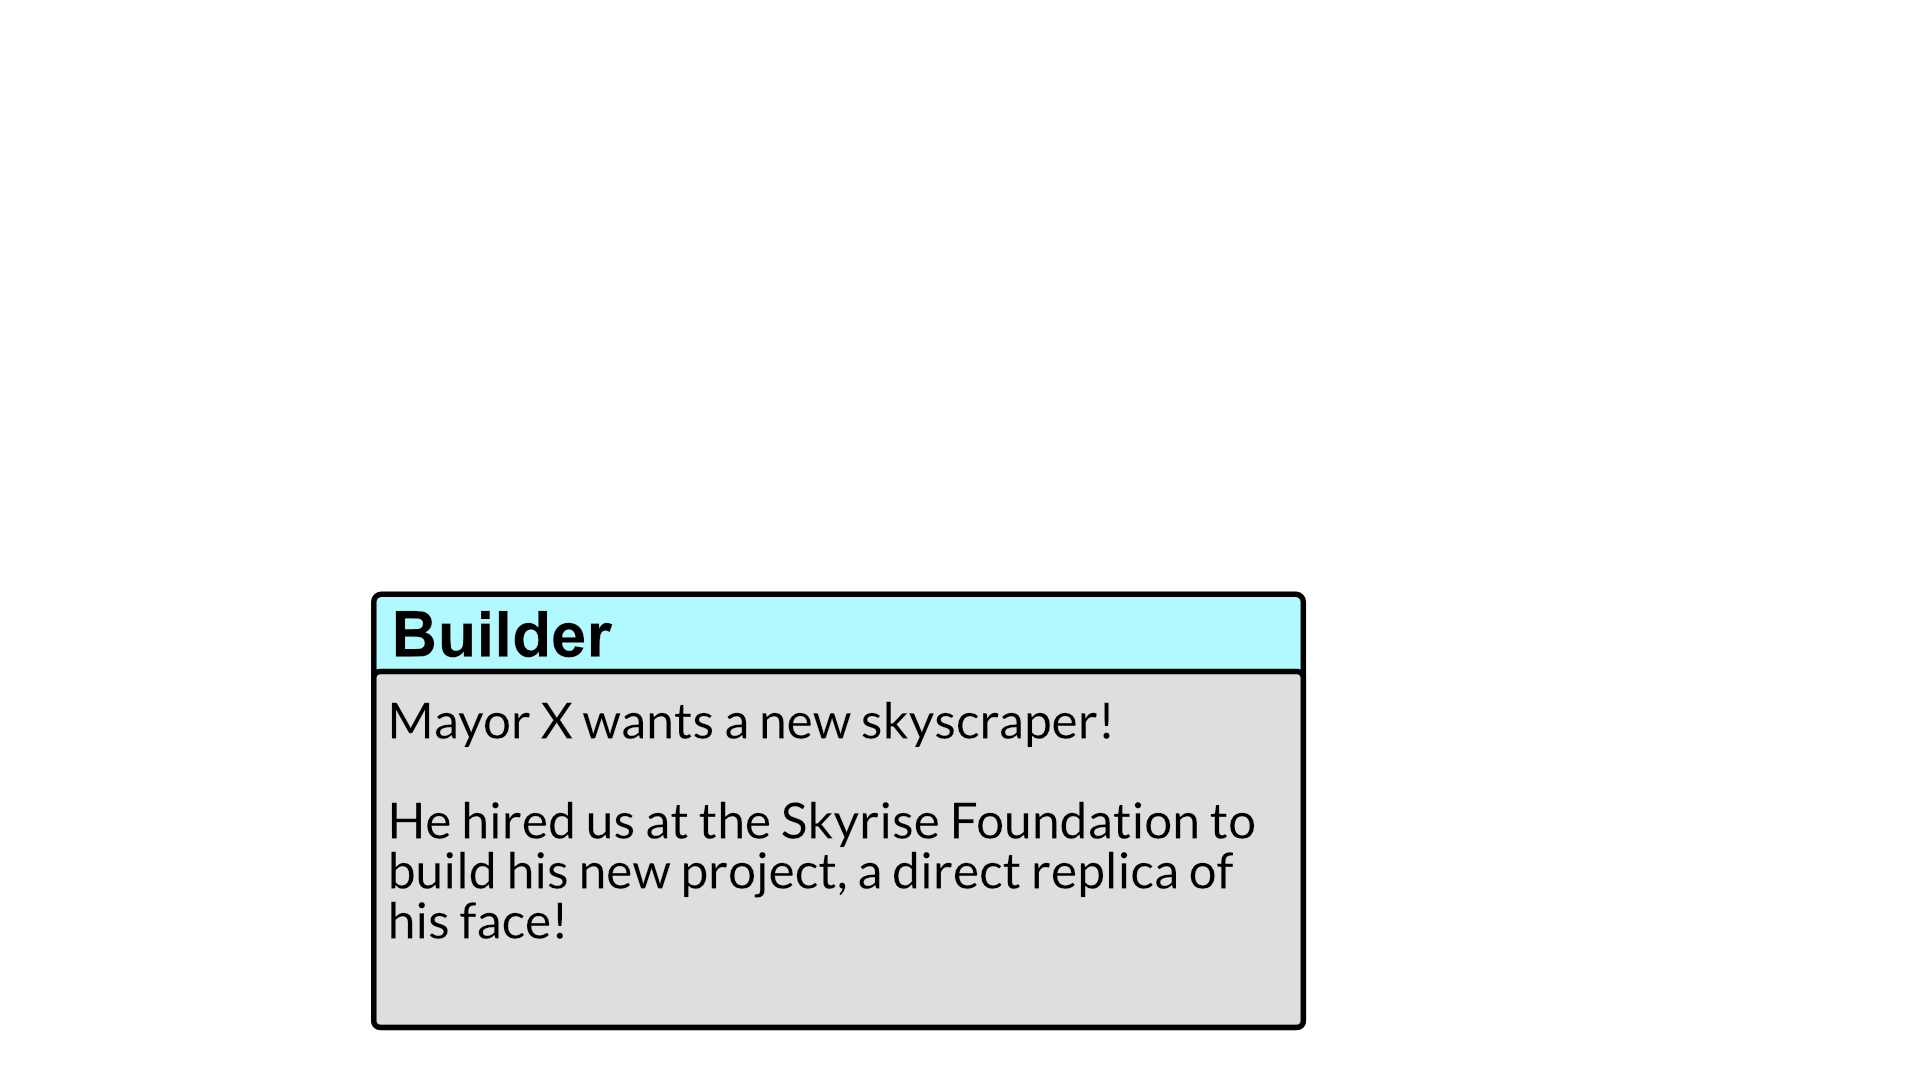 Builder
Mayor X wants a new skyscraper!
He hired us at the Skyrise Foundation to
build his new project, a direct replica of
his face!